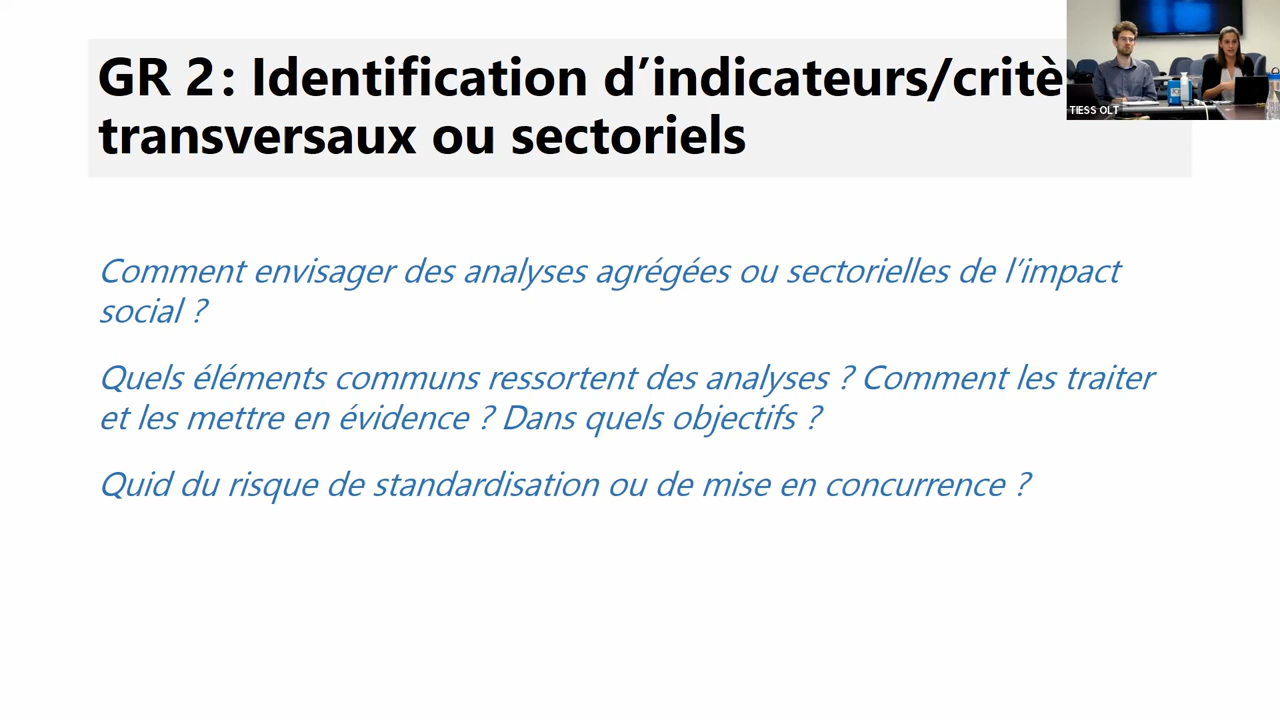 GR 2 : Identification d’indicateurs/critè
transversaux ou sectoriels
TIESS OLT
Comment envisager des analyses agrégées ou sectorielles de l’impact
social ?
Quels éléments communs ressortent des analyses ? Comment les traiter
et les mettre en évidence ? Dans quels objectifs ?
Quid du risque de standardisation ou de mise en concurrence ?